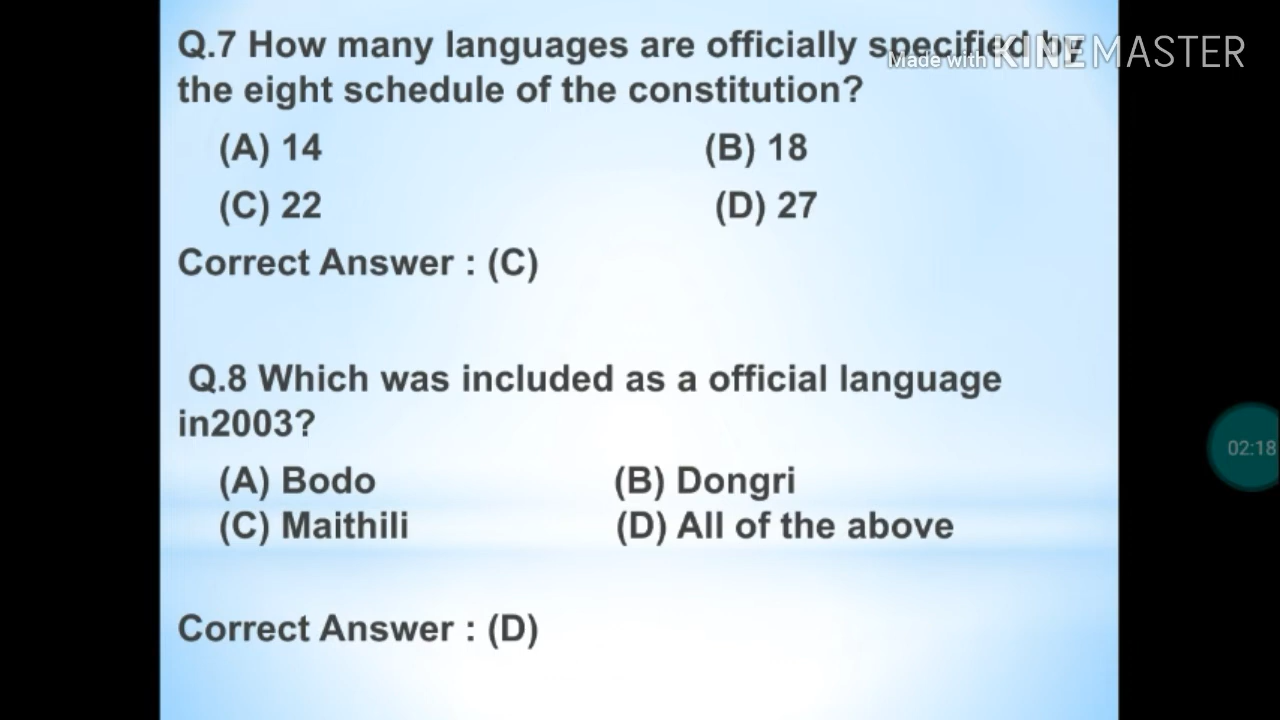 Q.7 How many languages are officially specified by
Made with KINEMASTER
the eight schedule of the constitution?
(A) 14 (B) 18
(C) 22 (D) 27
Correct Answer : (C)
Q.8 Which was included as a official language
in2003?
02:18
(A) Bodo (B) Dongri
(C) Maithili (D) All of the above
Correct Answer : (D)